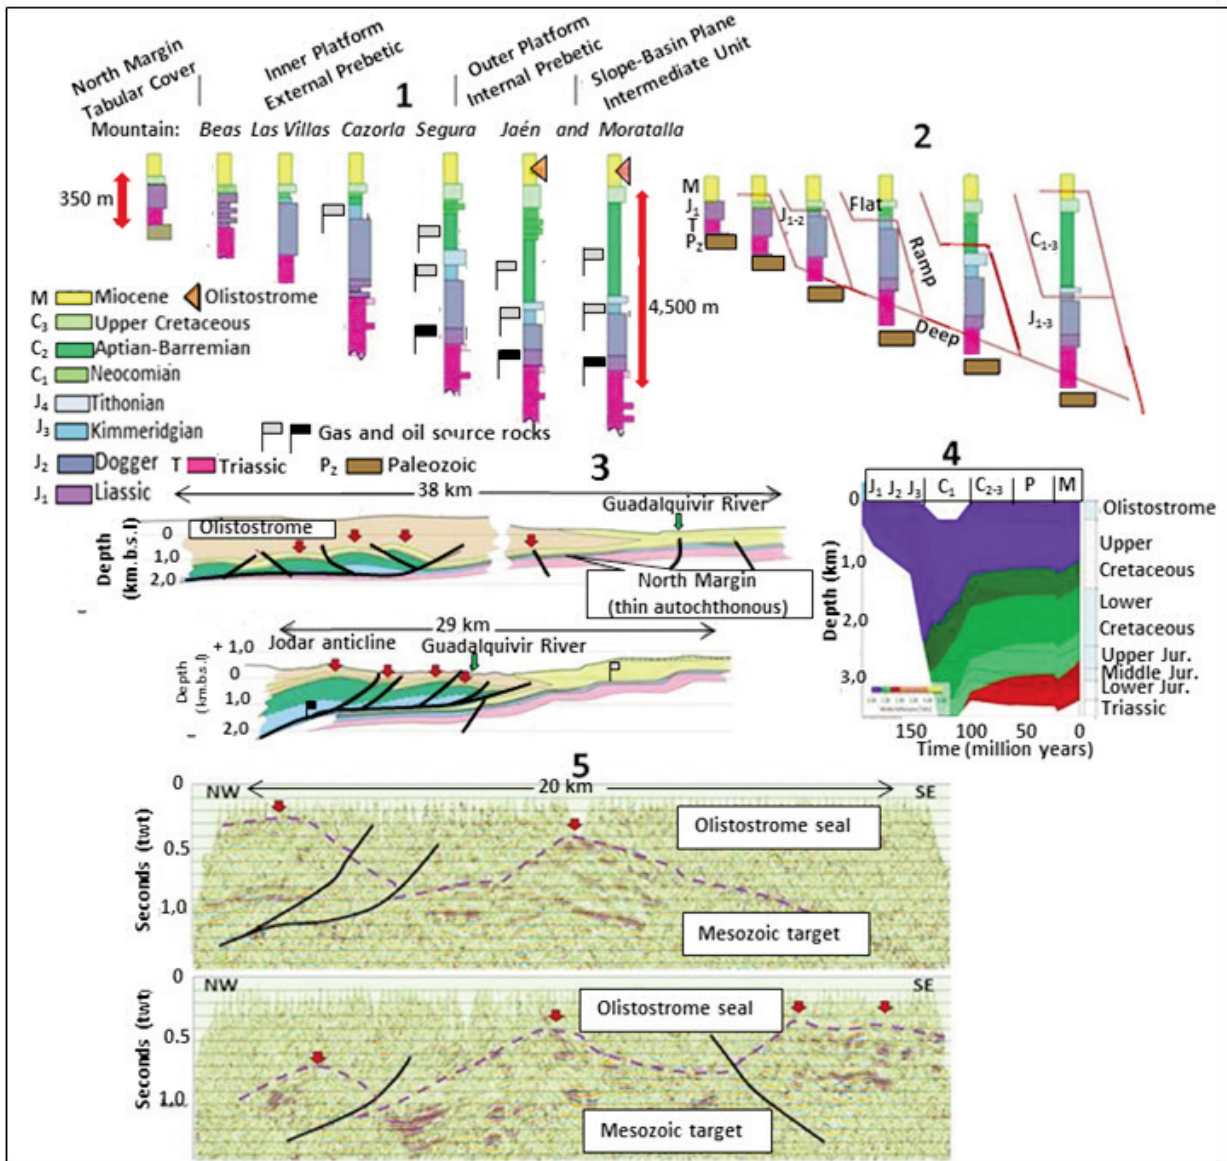 North Margin
Tabular Cover
Inner Platform
External Prebetic
Outer Platform
Internal Prebetic
Slope-Basin Plane
Intermediate Unit
1
Mountain: Beas Las Villas Cazorla Segura Jaén and Moratalla
350 m
4,500 m
M Miocene
Olistostrome
C3 Upper Cretaceous
C2 Aptian-Barremian
C1 Neocomian
J4 Tithonian
J3 Kimmeridgian
J2 Dogger
T Triassic
Pz Paleozoic
J1 Liassic
Gas and oil source rocks
2
M
J1
T
Pz
J1-2
Flat
Ramp
Deep
C1-3
J1-3
3
38 km
Guadalquivir River
Olistostrome
Depth
(km.b.s.l)
0
1,0
2,0
North Margin
(thin autochthonous)
29 km
Jodar anticline
Guadalquivir River
Depth
(km.b.s.l)
+ 1,0
0
1,0
2,0
4
J1 J2 J3 C1 C2-3 P M
Depth (km)
0
1,0
2,0
3,0
Olistostrome
Upper
Cretaceous
Lower
Cretaceous
Upper Jur.
Middle Jur.
Lower Jur.
Triassic
150 100 50 0
Time (million years)
5
NW
20 km
SE
Seconds (twt)
0
0.5
1,0
Olistostrome seal
Mesozoic target
NW
SE
Seconds (twt)
0
0.5
1,0
Olistostrome seal
Mesozoic target